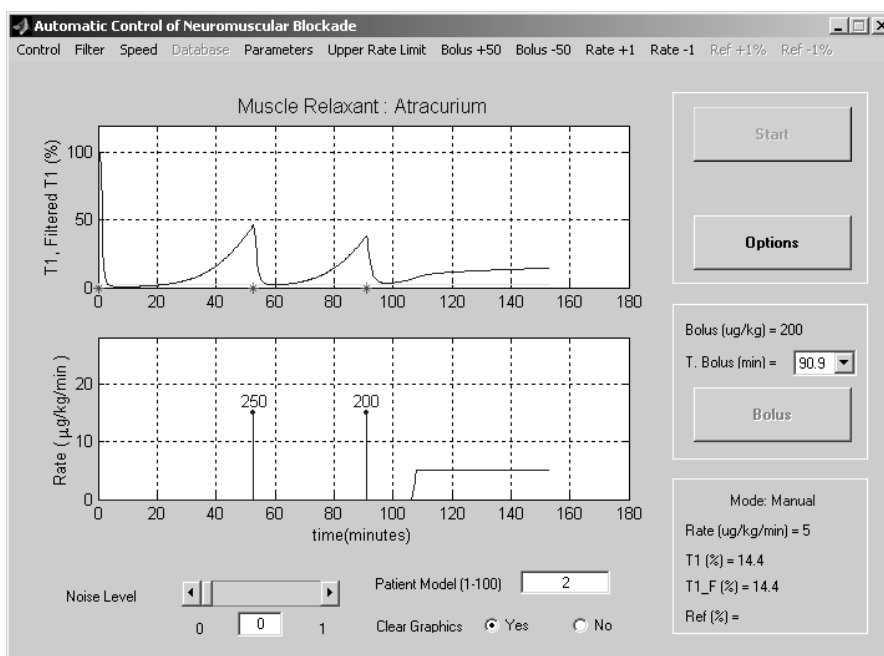 Automatic Control of Neuromuscular Blockade
Control Filter Speed Database Parameters Upper Rate Limit Bolus +50 Bolus -50 Rate +1 Rate -1 Ref +1% Ref -1%
Muscle Relaxant : Atracurium
T1, Filtered T1 (%)
100
50
0
0 20 40 60 80 100 120 140 160 180
Rate ( µg/kg/min)
20
10
0
250 200
0 20 40 60 80 100 120 140 160 180
time(minutes)
Noise Level
0 0 1
Patient Model (1-100) 2
Clear Graphics Yes No
Start
Options
Bolus (ug/kg) = 200
T. Bolus (min) = 90.9
Bolus
Mode: Manual
Rate (ug/kg/min) = 5
T1 (%) = 14.4
T1_F (%) = 14.4
Ref (%) =